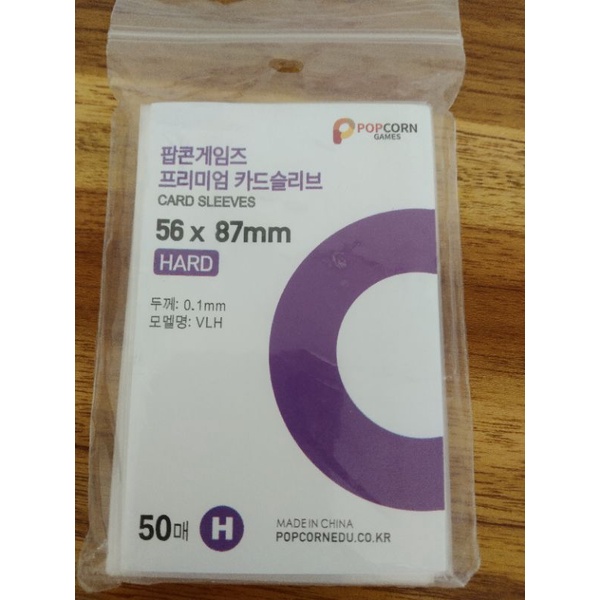 POPCORN
GAMES
팝콘게임즈
프리미엄 카드슬리브
CARD SLEEVES
56 x 87mm
HARD
두께: 0.1mm
모델명: VLH
50매 H
MADE IN CHINA
POPCORNEDU.CO.KR